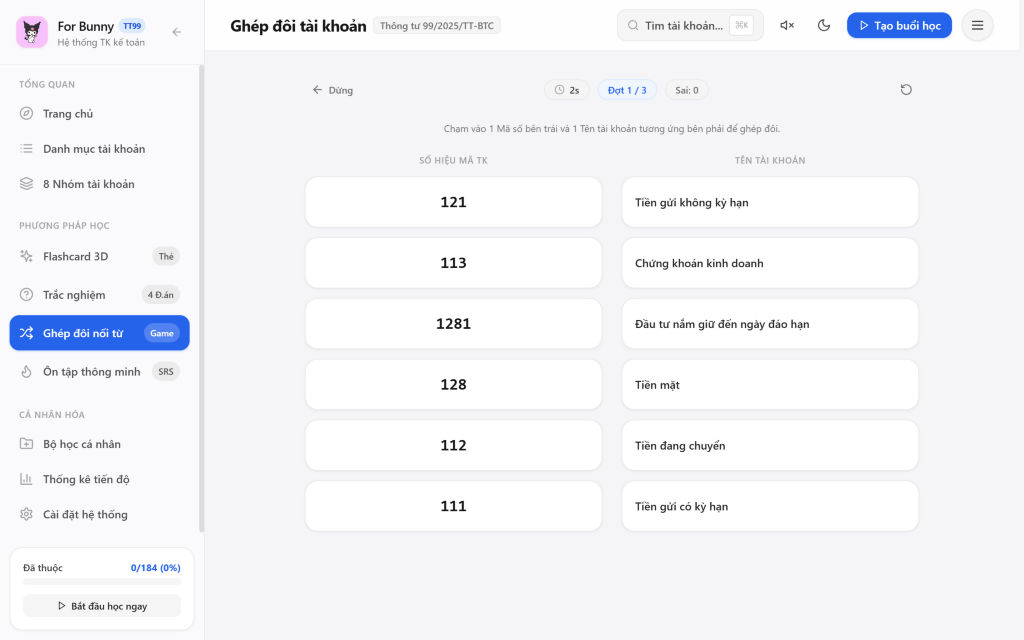 For Bunny TT99
Hệ thống TK kế toán
TỔNG QUAN
Trang chủ
Danh mục tài khoản
8 Nhóm tài khoản
PHƯƠNG PHÁP HỌC
Flashcard 3D Thẻ
Trắc nghiệm 4 Đ.án
Ghép đôi nối từ Game
Ôn tập thông minh SRS
CÁ NHÂN HÓA
Bộ học cá nhân
Thống kê tiến độ
Cài đặt hệ thống
Đã thuộc 0/184 (0%)
Bắt đầu học ngay
Ghép đôi tài khoản Thông tư 99/2025/TT-BTC
Tìm tài khoản... ⌘K
Tạo buổi học
Dừng
2s Đợt 1 / 3 Sai: 0
Chạm vào 1 Mã số bên trái và 1 Tên tài khoản tương ứng bên phải để ghép đôi.
SỐ HIỆU MÃ TK TÊN TÀI KHOẢN
121 Tiền gửi không kỳ hạn
113 Chứng khoán kinh doanh
1281 Đầu tư nắm giữ đến ngày đáo hạn
128 Tiền mặt
112 Tiền đang chuyển
111 Tiền gửi có kỳ hạn